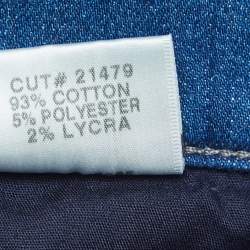 CUT# 21479
93% COTTON
5% POLYESTER
2% LYCRA